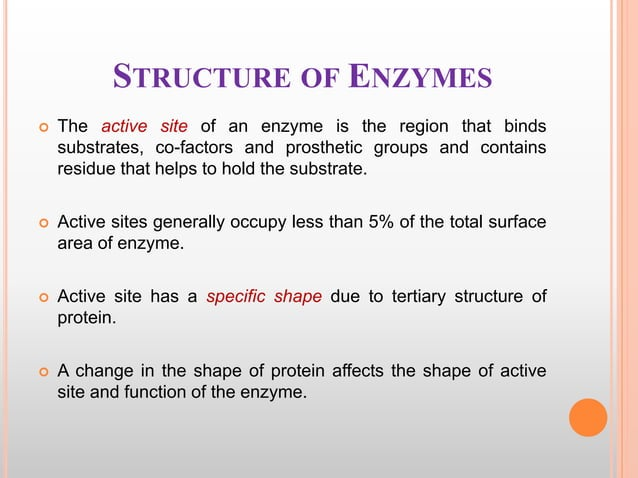 STRUCTURE OF ENZYMES
The active site of an enzyme is the region that binds
substrates, co-factors and prosthetic groups and contains
residue that helps to hold the substrate.
Active sites generally occupy less than 5% of the total surface
area of enzyme.
Active site has a specific shape due to tertiary structure of
protein.
A change in the shape of protein affects the shape of active
site and function of the enzyme.